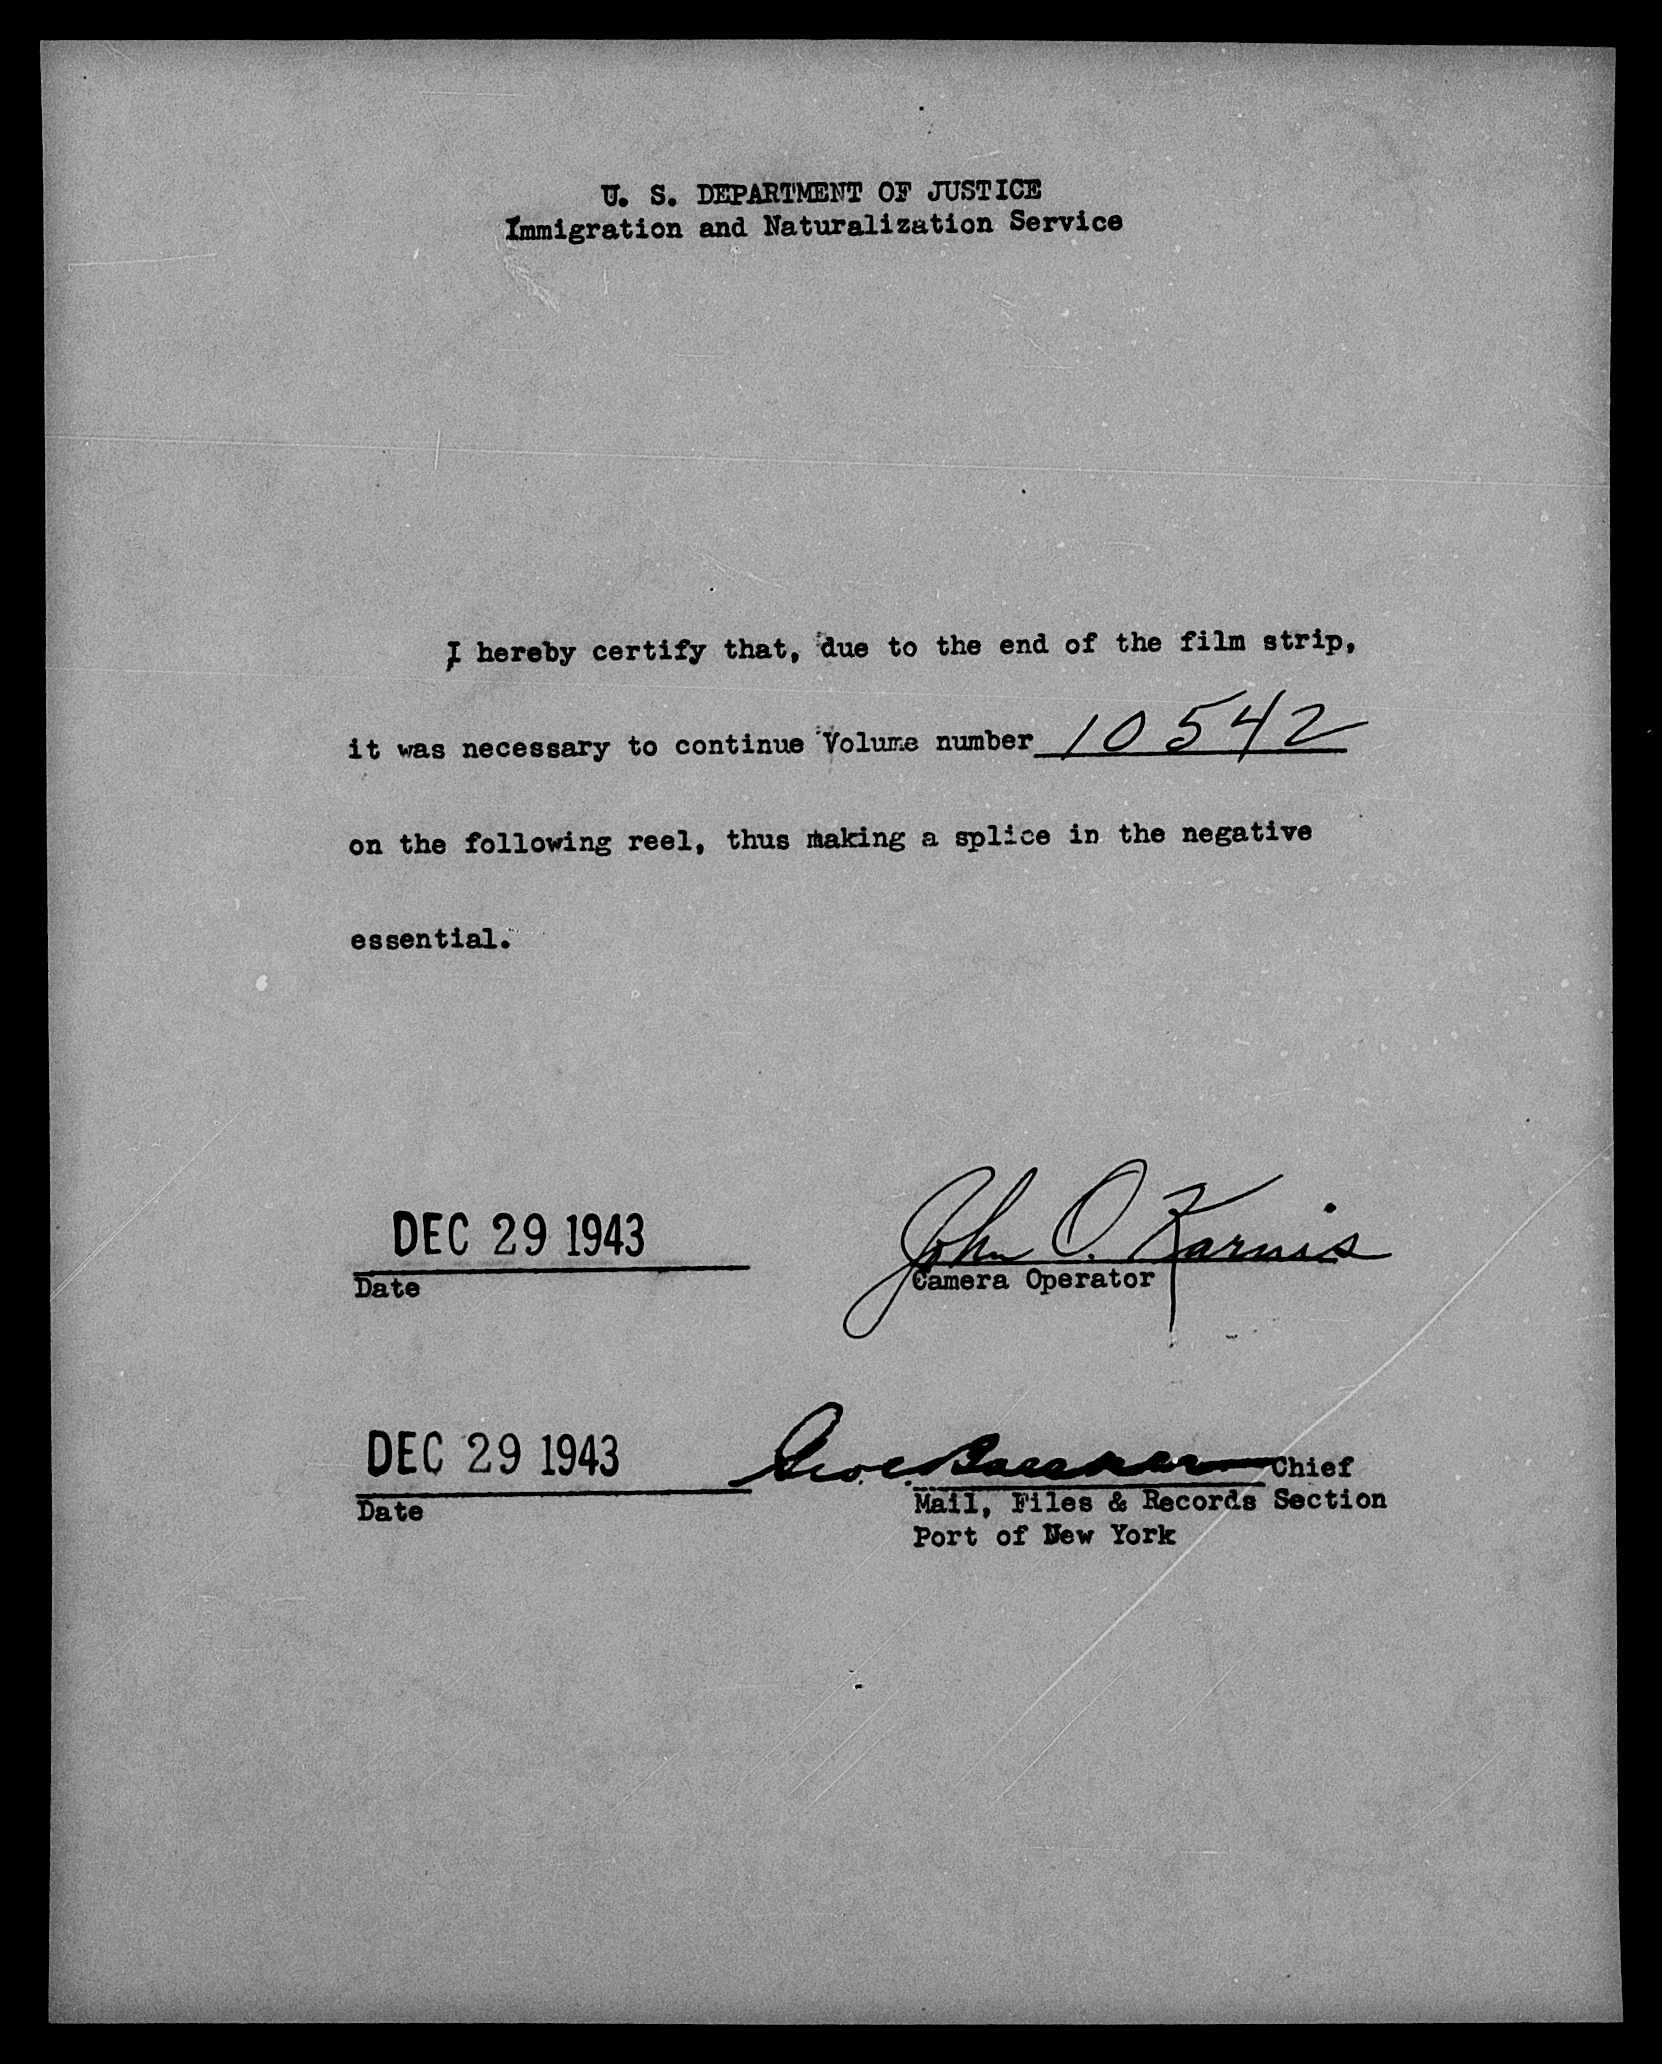 U. S. DEPARTMENT OF JUSTICE
Immigration and Naturalization Service
I hereby certify that, due to the end of the film strip,
it was necessary to continue Volume number 10542
on the following reel, thus making a splice in the negative
essential.
DEC 29 1943 John O. Karnis
Date Camera Operator
DEC 29 1943 Chief
Date Mail, Files & Records Section
Port of New York